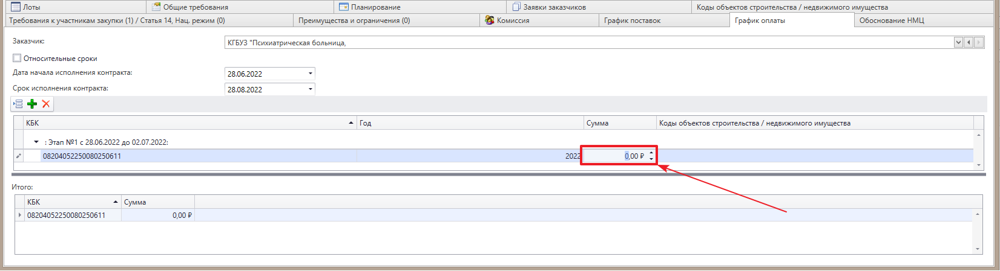 Лоты Общие требования Планирование Заявки заказчиков Коды объектов строительства / недвижимого имущества
Требования к участникам закупки (1) / Статья 14, Нац. режим (0) Преимущества и ограничения (0) Комиссия График поставок График оплаты Обоснование НМЦ
Заказчик: КГБУЗ "Психиатрическая больница,
Относительные сроки
Дата начала исполнения контракта: 28.06.2022
Срок исполнения контракта: 28.08.2022
КБК Год Сумма Коды объектов строительства / недвижимого имущества
: Этап №1 с 28.06.2022 до 02.07.2022:
08204052250080250611 2022 0,00 ₽
Итого:
КБК Сумма
08204052250080250611 0,00 ₽